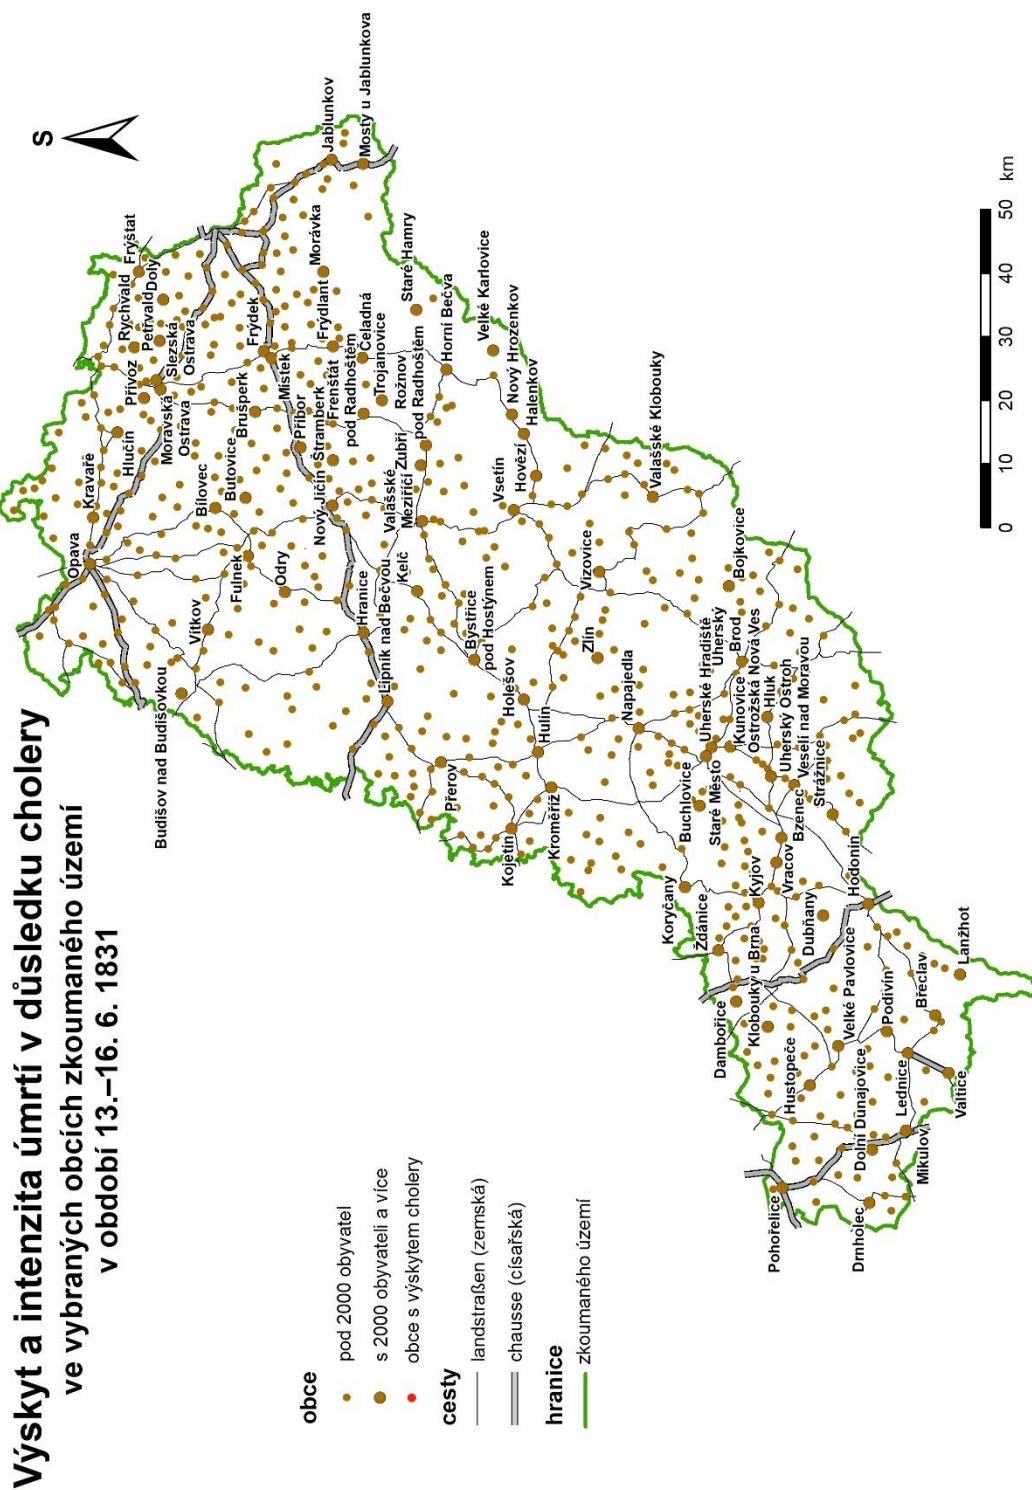 Výskyt a intenzita úmrtí v důsledku cholery
ve vybraných obcích zkoumaného území
v období 13.–16. 6. 1831
S
obce
pod 2000 obyvatel
s 2000 obyvateli a více
obce s výskytem cholery
cesty
landstraßen (zemská)
chausse (císařská)
hranice
zkoumaného území
Opava
Kravaře
Hlučín
Přívoz
Rychvald
Petřvald
Doly
Fryštat
Moravská
Ostrava
Slezská
Ostrava
Budišov nad Budišovkou
Vítkov
Bílovec
Butovice
Fulnek
Odry
Brušperk
Frýdek
Místek
Příbor
Štramberk
Nový Jičín
Frenštát
pod Radhoštěm
Frýdlant
Morávka
Čeladná
Trojanovice
Jablunkov
Mosty u Jablunkova
Staré Hamry
Hranice
Lipník nad Bečvou
Kelč
Valašské
Meziříčí
Zubří
Rožnov
pod Radhoštěm
Horní Bečva
Velké Karlovice
Nový Hrozenkov
Halenkov
Hovězí
Vsetín
Bystřice
pod Hostýnem
Přerov
Holešov
Hulín
Kojetín
Kroměříž
Vizovice
Zlín
Valašské Klobouky
Napajedla
Bojkovice
Uherské Hradiště
Uherský
Brod
Kunovice
Ostrožská Nová Ves
Hluk
Uherský Ostroh
Veselí nad Moravou
Strážnice
Buchlovice
Staré Město
Bzenec
Vracov
Koryčany
Kyjov
Ždánice
Dubňany
Hodonín
Dambořice
Klobouky u Brna
Velké Pavlovice
Hustopeče
Podivín
Břeclav
Lanžhot
Dolní Dunajovice
Lednice
Valtice
Mikulov
Pohořelice
Drnholec
0 10 20 30 40 50 km